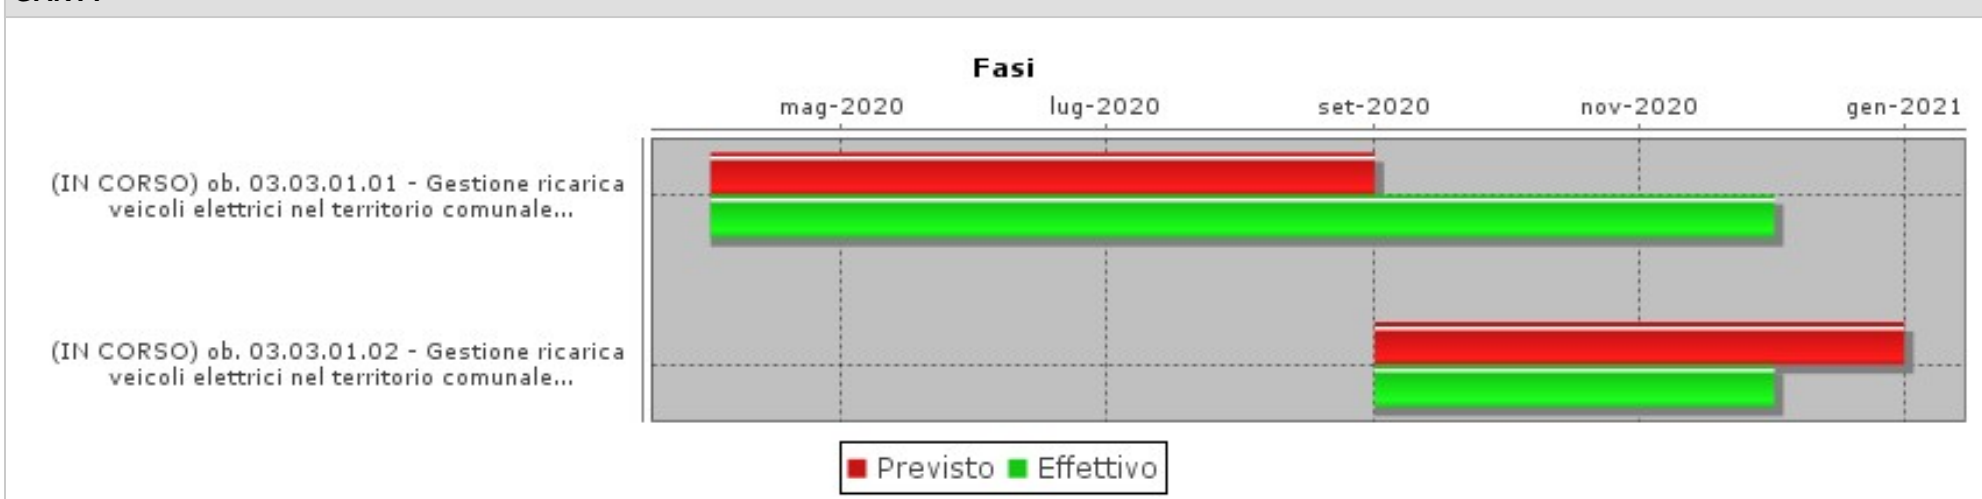 Fasi
mag-2020 lug-2020 set-2020 nov-2020 gen-2021
(IN CORSO) ob. 03.03.01.01 - Gestione ricarica
veicoli elettrici nel territorio comunale...
(IN CORSO) ob. 03.03.01.02 - Gestione ricarica
veicoli elettrici nel territorio comunale...
Previsto Effettivo